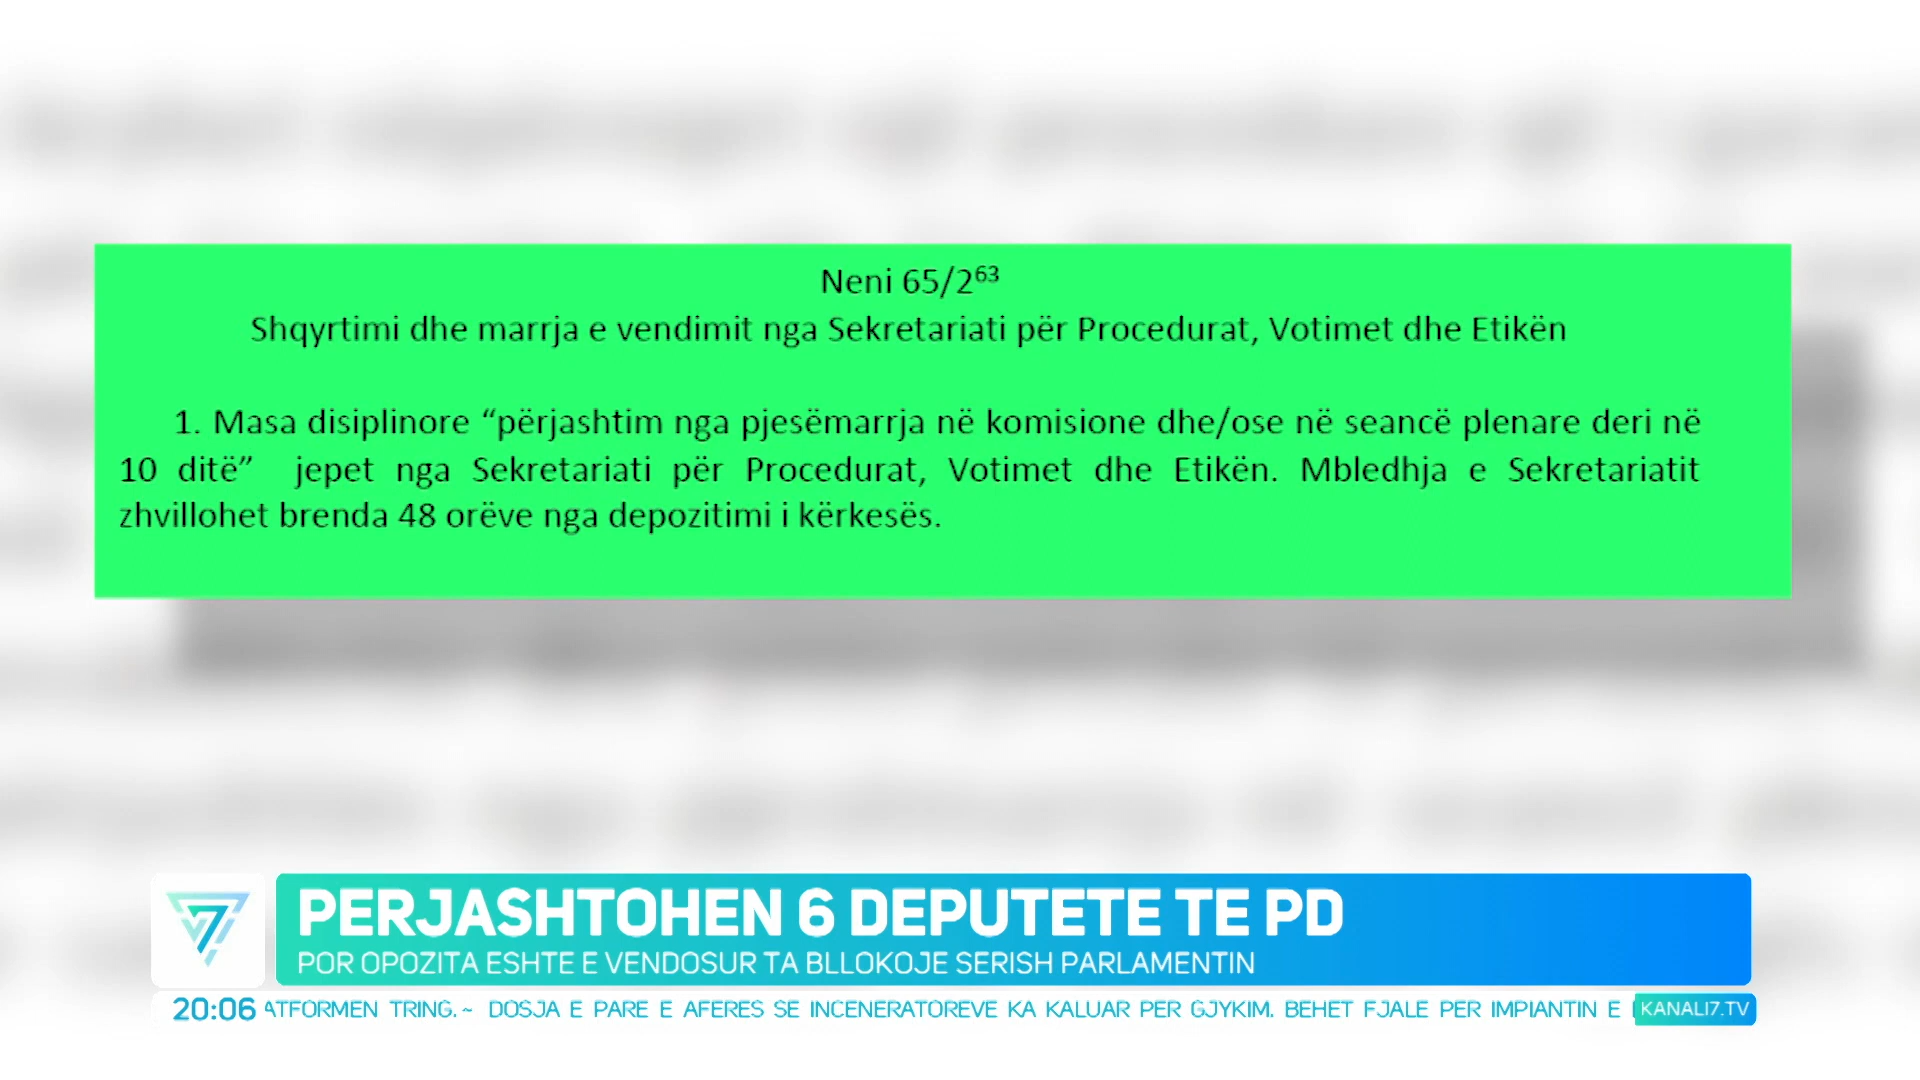 Neni 65/2⁶³
Shqyrtimi dhe marrja e vendimit nga Sekretariati për Procedurat, Votimet dhe Etikën
1. Masa disiplinore “përjashtim nga pjesëmarrja në komisione dhe/ose në seancë plenare deri në
10 ditë” jepet nga Sekretariati për Procedurat, Votimet dhe Etikën. Mbledhja e Sekretariatit
zhvillohet brenda 48 orëve nga depozitimi i kërkesës.
PERJASHTOHEN 6 DEPUTETE TE PD
POR OPOZITA ESHTE E VENDOSUR TA BLLOKOJE SERISH PARLAMENTIN
20:06 ATFORMEN TRING. ~ DOSJA E PARE E AFERES SE INCENERATOREVE KA KALUAR PER GJYKIM. BEHET FJALE PER IMPIANTIN E KANALI7.TV